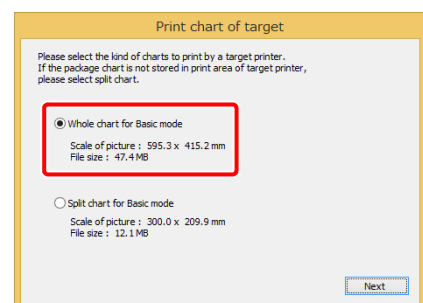 Print chart of target
Please select the kind of charts to print by a target printer.
If the package chart is not stored in print area of target printer,
please select split chart.
Whole chart for Basic mode
Scale of picture : 595.3 x 415.2 mm
File size : 47.4 MB
Split chart for Basic mode
Scale of picture : 300.0 x 209.9 mm
File size : 12.1 MB
Next